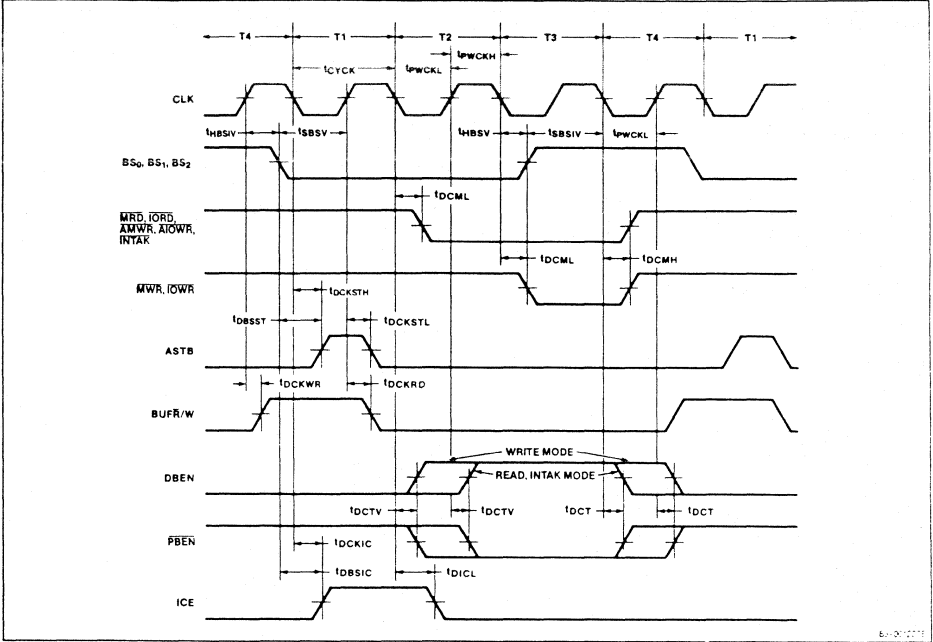 T4 T1 T2 T3 T4 T1
tPWCKH
tCYCK tPWCKL
CLK
tHBSIV tSBSV tHBSV tSBSIV tPWCKL
BS0, BS1, BS2
tDCML
MRD, IORD,
AMWR, AIOWR,
INTAK
tDCML tDCMH
MWR, IOWR
tDCKSTH
tDBSST tDCKSTL
ASTB
tDCKWR tDCKRD
BUFR/W
WRITE MODE
DBEN
READ, INTAK MODE
tDCTV tDCTV tDCT tDCT
PBEN
tDCKIC
tDBSIC tDICL
ICE